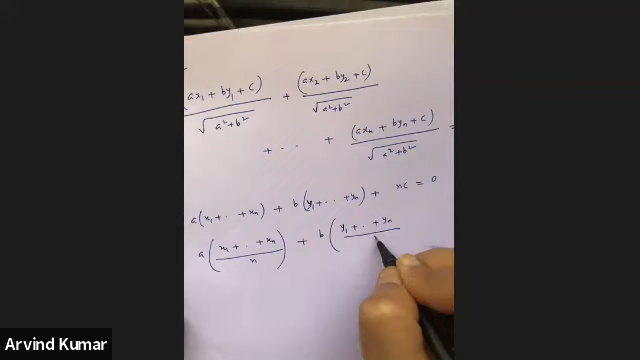 (ax₁ + by₁ + c) / √(a²+b²) + (ax₂ + by₂ + c) / √(a²+b²)
+ . . + (axₙ + byₙ + c) / √(a²+b²) =
a(x₁ + . . + xₙ) + b(y₁ + . . + yₙ) + nc = 0
a((x₁ + . . + xₙ) / n) + b(y₁ + . . + yₙ
Arvind Kumar